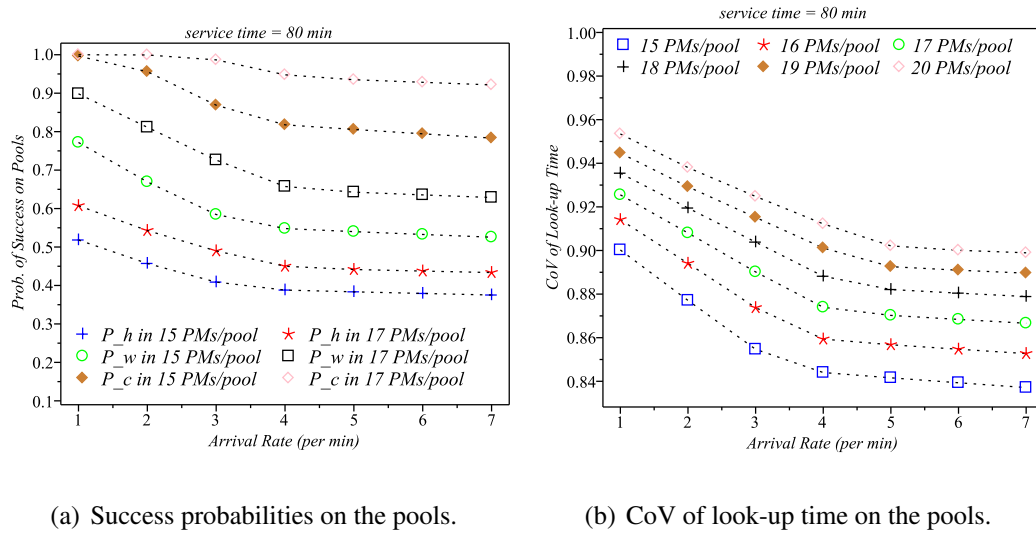 service time = 80 min
Prob. of Success on Pools
1.0
0.9
0.8
0.7
0.6
0.5
0.4
0.3
0.2
0.1
P_h in 15 PMs/pool
P_h in 17 PMs/pool
P_w in 15 PMs/pool
P_w in 17 PMs/pool
P_c in 15 PMs/pool
P_c in 17 PMs/pool
1 2 3 4 5 6 7
Arrival Rate (per min)
(a) Success probabilities on the pools.
service time = 80 min
CoV of Look-up Time
1.00
0.98
0.96
0.94
0.92
0.90
0.88
0.86
0.84
15 PMs/pool
16 PMs/pool
17 PMs/pool
18 PMs/pool
19 PMs/pool
20 PMs/pool
1 2 3 4 5 6 7
Arrival Rate (per min)
(b) CoV of look-up time on the pools.